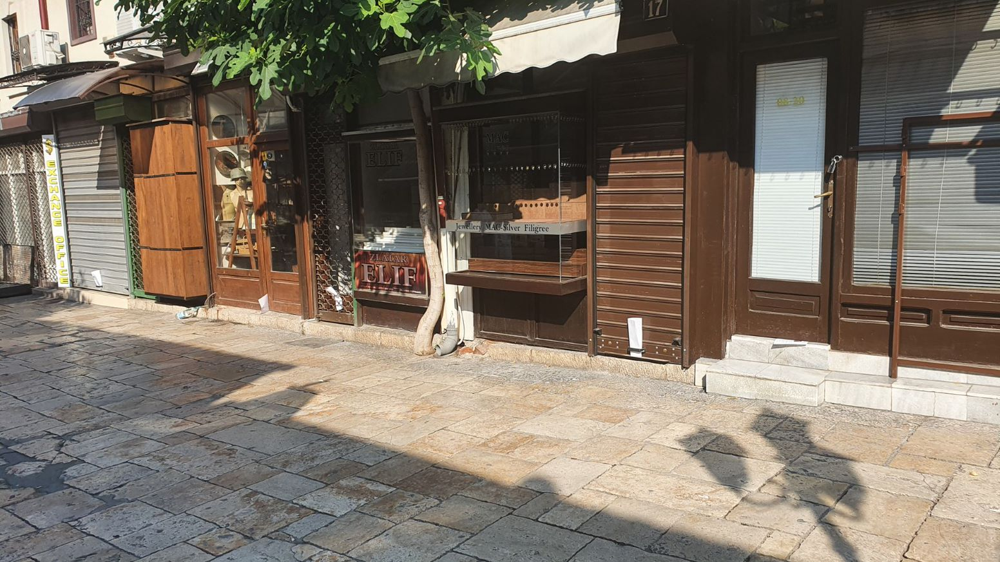 17
EXCHANGE OFFICE
08-20
MAC
ZLATAR
ELIF
Jewellery MAC-Silver Filigree
ZLATAR
ELIF